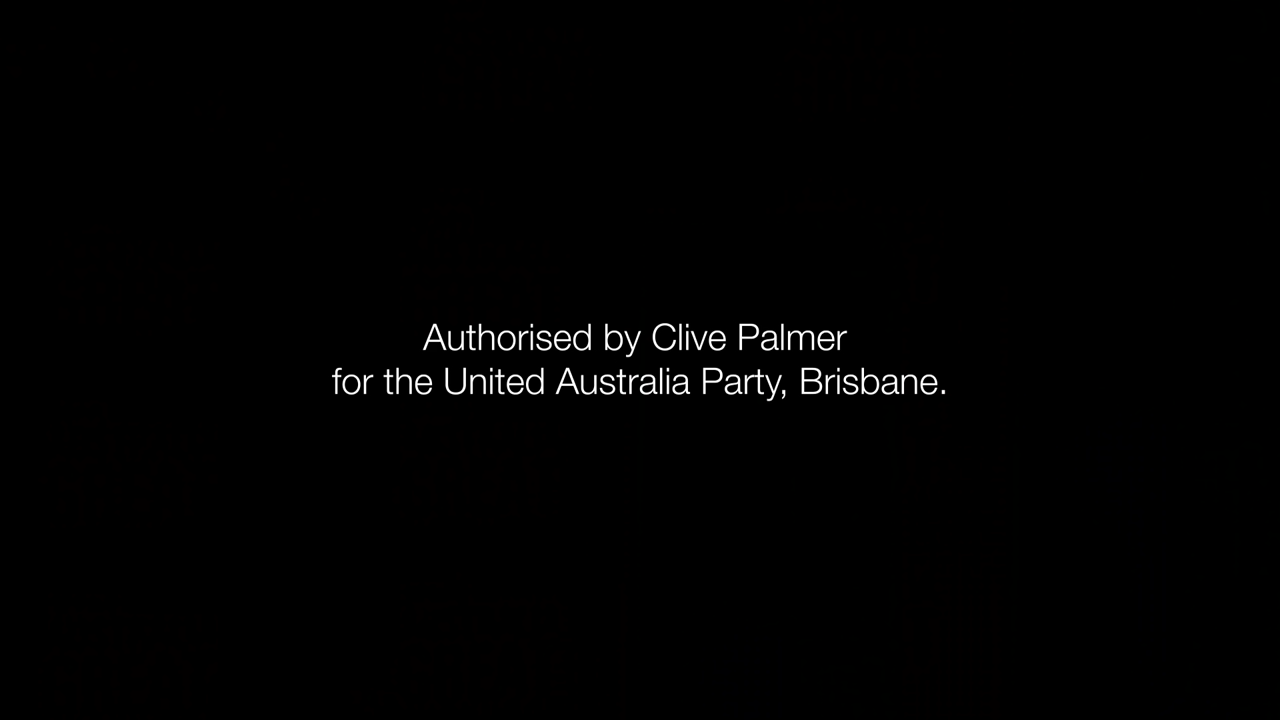 Authorised by Clive Palmer
for the United Australia Party, Brisbane.